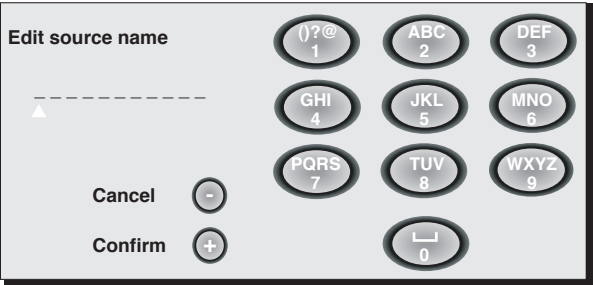 Edit source name
()?@ ABC DEF
1 2 3
GHI JKL MNO
4 5 6
PQRS TUV WXYZ
7 8 9
Cancel -
Confirm +
0